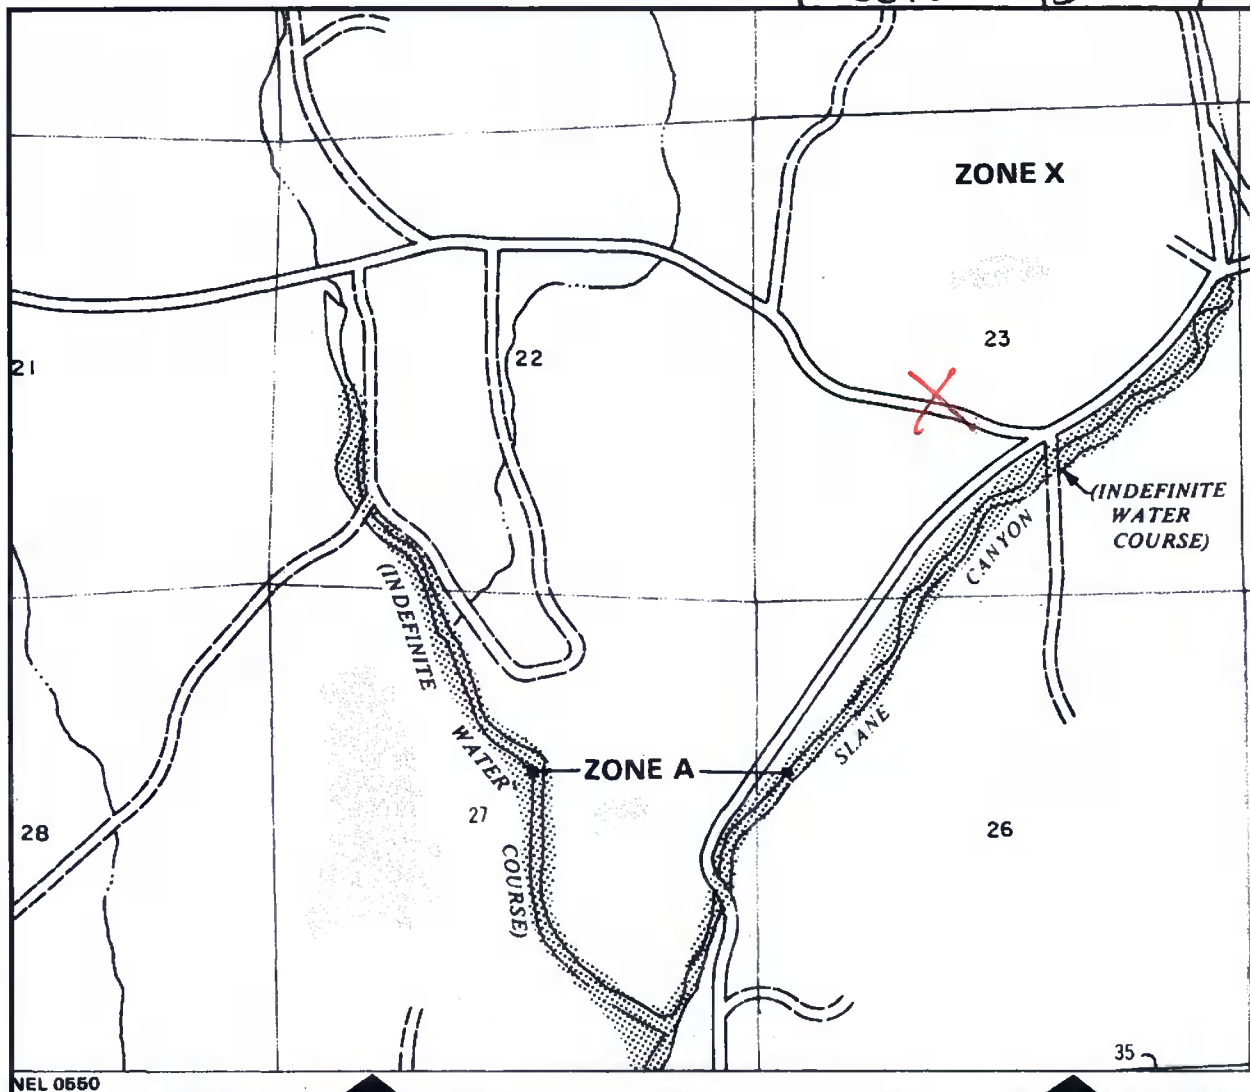 ZONE X
23
21
22
(INDEFINITE
WATER
COURSE)
CANYON
(INDEFINITE
WATER
COURSE)
SLANE
ZONE A
27
28
26
35
NEL 0550